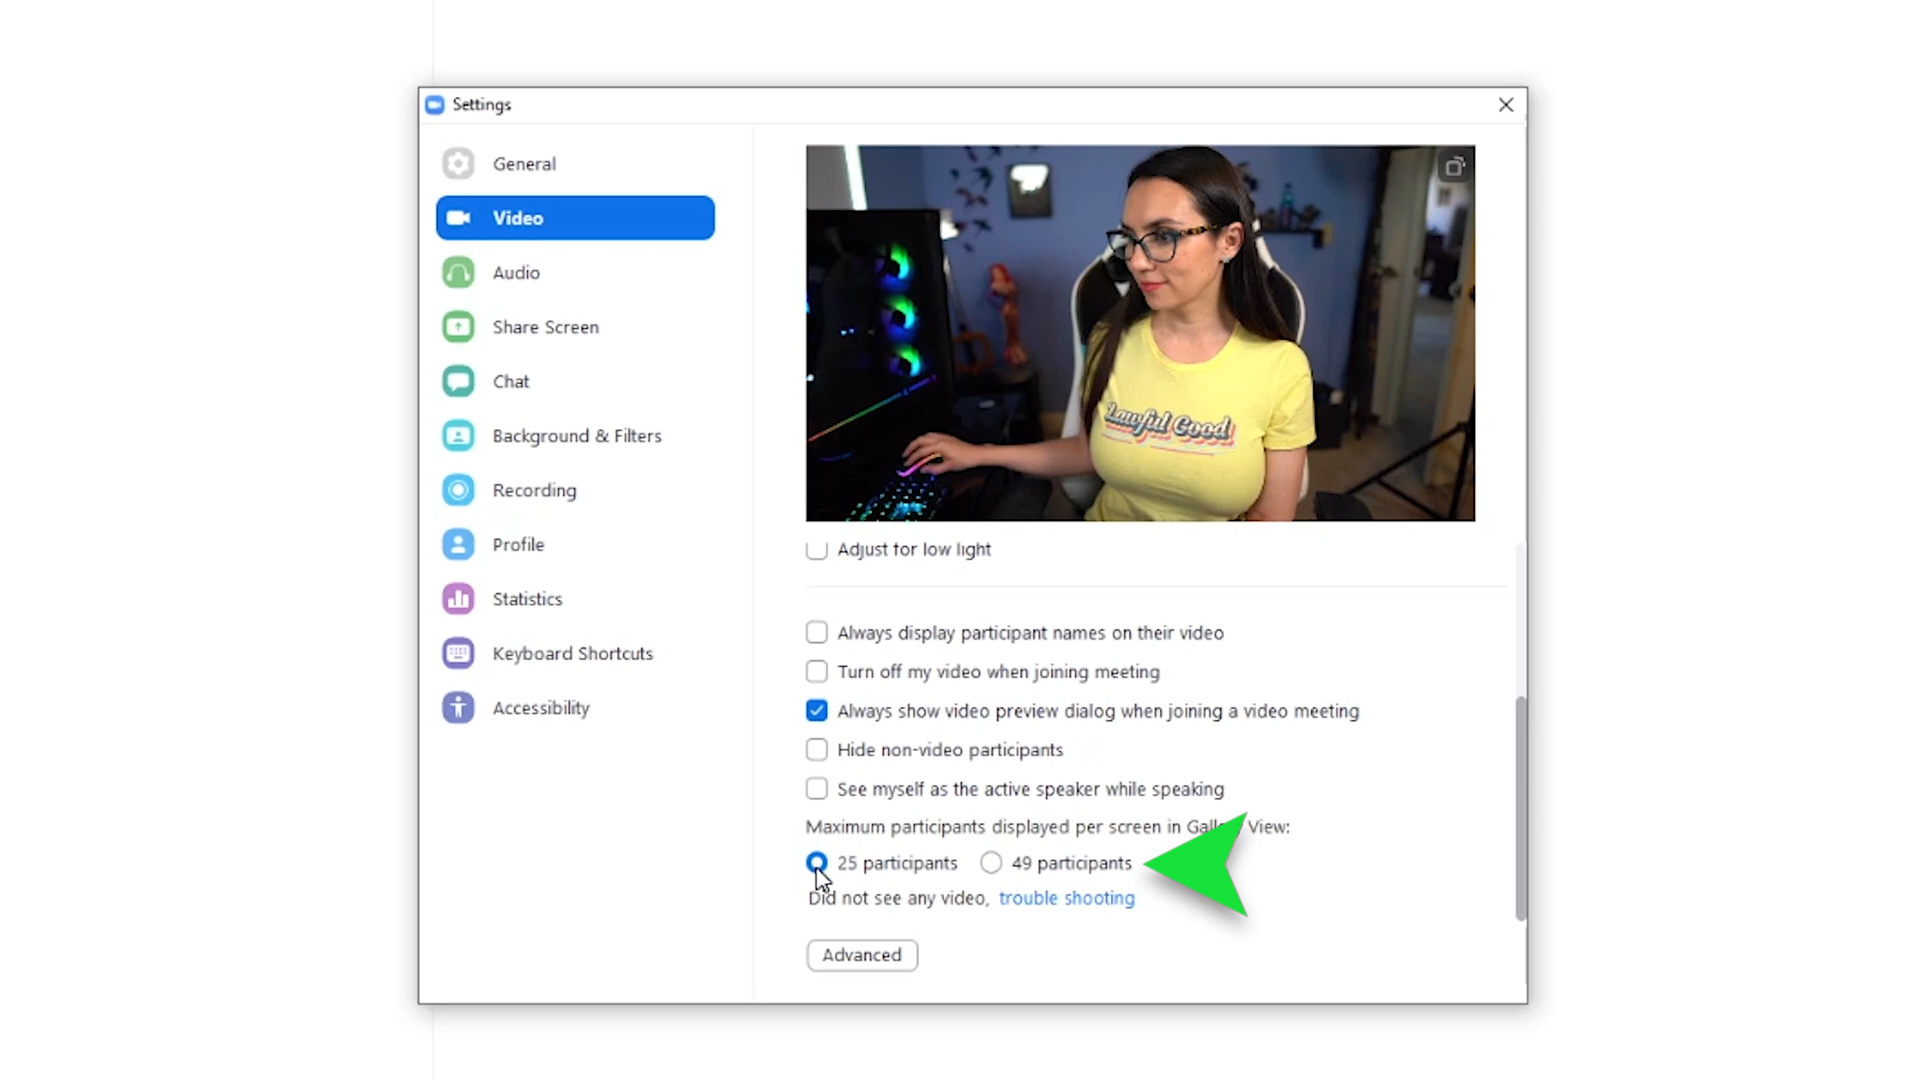 Settings
General
Video
Audio
Share Screen
Chat
Background & Filters
Recording
Profile
Statistics
Keyboard Shortcuts
Accessibility
Lawful Good
Adjust for low light
Always display participant names on their video
Turn off my video when joining meeting
Always show video preview dialog when joining a video meeting
Hide non-video participants
See myself as the active speaker while speaking
Maximum participants displayed per screen in Gallery View:
25 participants 49 participants
Did not see any video, trouble shooting
Advanced